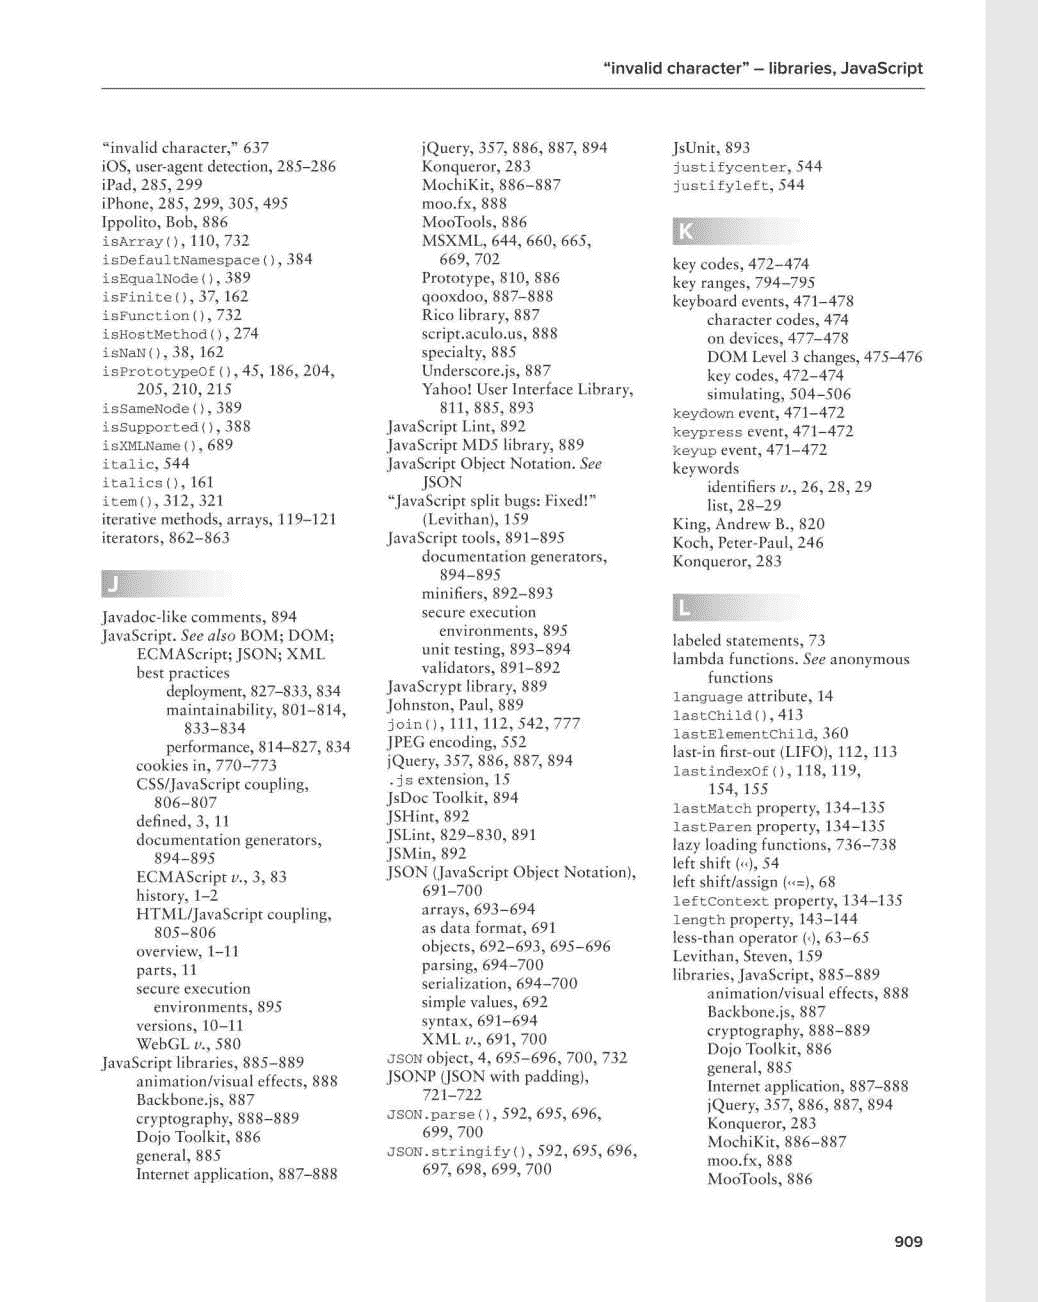 “invalid character” – libraries, JavaScript
“invalid character,” 637
iOS, user-agent detection, 285–286
iPad, 285, 299
iPhone, 285, 299, 305, 495
Ippolito, Bob, 886
isArray(), 110, 732
isDefaultNamespace(), 384
isEqualNode(), 389
isFinite(), 37, 162
isFunction(), 732
isHostMethod(), 274
isNaN(), 38, 162
isPrototypeOf(), 45, 186, 204,
205, 210, 215
isSameNode(), 389
isSupported(), 388
isXMLName(), 689
italic, 544
italics(), 161
item(), 312, 321
iterative methods, arrays, 119–121
iterators, 862–863
J
Javadoc-like comments, 894
JavaScript. See also BOM; DOM;
ECMAScript; JSON; XML
best practices
deployment, 827–833, 834
maintainability, 801–814,
833–834
performance, 814–827, 834
cookies in, 770–773
CSS/JavaScript coupling,
806–807
defined, 3, 11
documentation generators,
894–895
ECMAScript v., 3, 83
history, 1–2
HTML/JavaScript coupling,
805–806
overview, 1–11
parts, 11
secure execution
environments, 895
versions, 10–11
WebGL v., 580
JavaScript libraries, 885–889
animation/visual effects, 888
Backbone.js, 887
cryptography, 888–889
Dojo Toolkit, 886
general, 885
Internet application, 887–888
jQuery, 357, 886, 887, 894
Konqueror, 283
MochiKit, 886–887
moo.fx, 888
MooTools, 886
MSXML, 644, 660, 665,
669, 702
Prototype, 810, 886
qooxdoo, 887–888
Rico library, 887
script.aculo.us, 888
specialty, 885
Underscore.js, 887
Yahoo! User Interface Library,
811, 885, 893
JavaScript Lint, 892
JavaScript MD5 library, 889
JavaScript Object Notation. See
JSON
“JavaScript split bugs: Fixed!”
(Levithan), 159
JavaScript tools, 891–895
documentation generators,
894–895
minifiers, 892–893
secure execution
environments, 895
unit testing, 893–894
validators, 891–892
JavaScrypt library, 889
Johnston, Paul, 889
join(), 111, 112, 542, 777
JPEG encoding, 552
jQuery, 357, 886, 887, 894
.js extension, 15
JsDoc Toolkit, 894
JSHint, 892
JSLint, 829–830, 891
JSMin, 892
JSON (JavaScript Object Notation),
691–700
arrays, 693–694
as data format, 691
objects, 692–693, 695–696
parsing, 694–700
serialization, 694–700
simple values, 692
syntax, 691–694
XML v., 691, 700
JSON object, 4, 695–696, 700, 732
JSONP (JSON with padding),
721–722
JSON.parse(), 592, 695, 696,
699, 700
JSON.stringify(), 592, 695, 696,
697, 698, 699, 700
JsUnit, 893
justifycenter, 544
justifyleft, 544
K
key codes, 472–474
key ranges, 794–795
keyboard events, 471–478
character codes, 474
on devices, 477–478
DOM Level 3 changes, 475–476
key codes, 472–474
simulating, 504–506
keydown event, 471–472
keypress event, 471–472
keyup event, 471–472
keywords
identifiers v., 26, 28, 29
list, 28–29
King, Andrew B., 820
Koch, Peter-Paul, 246
Konqueror, 283
L
labeled statements, 73
lambda functions. See anonymous
functions
language attribute, 14
lastChild(), 413
lastElementChild, 360
last-in first-out (LIFO), 112, 113
lastindexOf(), 118, 119,
154, 155
lastMatch property, 134–135
lastParen property, 134–135
lazy loading functions, 736–738
left shift (‹‹), 54
left shift/assign (‹‹=), 68
leftContext property, 134–135
length property, 143–144
less-than operator (‹), 63–65
Levithan, Steven, 159
libraries, JavaScript, 885–889
animation/visual effects, 888
Backbone.js, 887
cryptography, 888–889
Dojo Toolkit, 886
general, 885
Internet application, 887–888
jQuery, 357, 886, 887, 894
Konqueror, 283
MochiKit, 886–887
moo.fx, 888
MooTools, 886
909